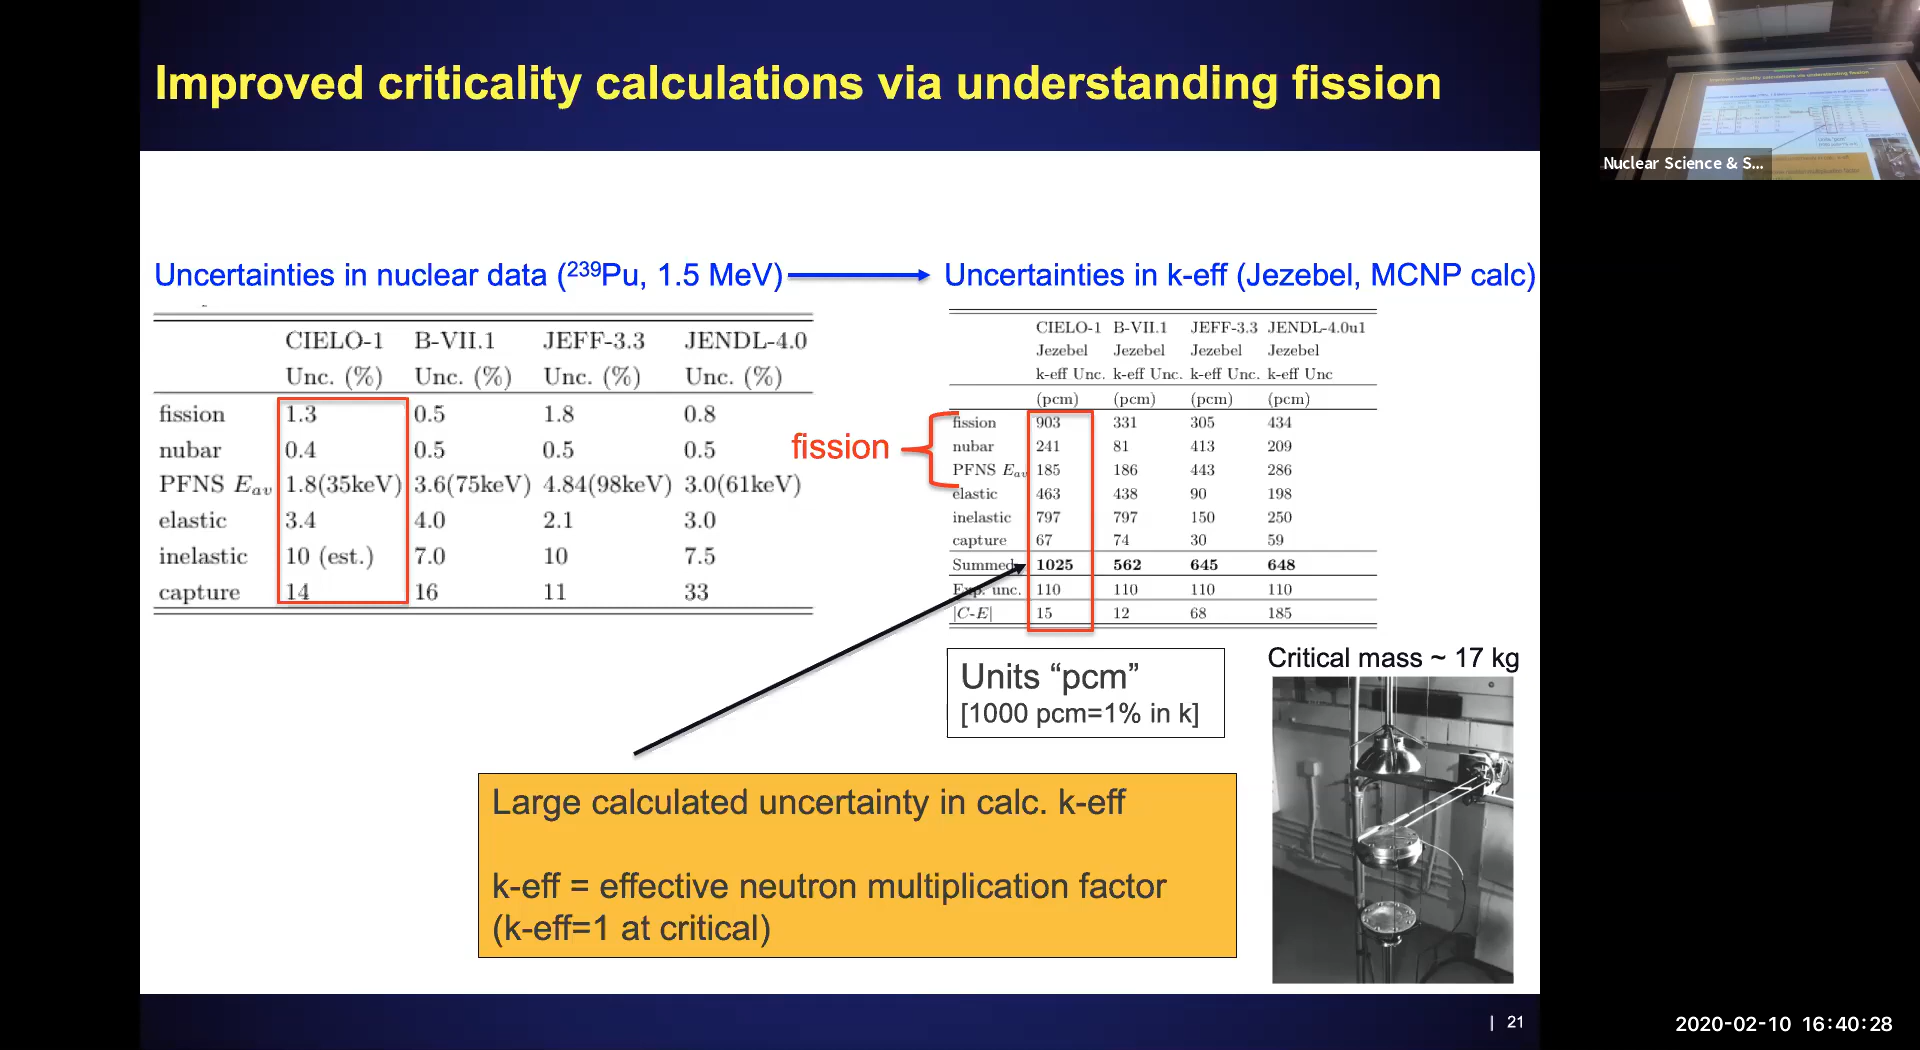 Improved criticality calculations via understanding fission
Uncertainties in nuclear data (²³⁹Pu, 1.5 MeV)
CIELO-1 B-VII.1 JEFF-3.3 JENDL-4.0
Unc. (%) Unc. (%) Unc. (%) Unc. (%)
fission 1.3 0.5 1.8 0.8
nubar 0.4 0.5 0.5 0.5
PFNS E_av 1.8(35keV) 3.6(75keV) 4.84(98keV) 3.0(61keV)
elastic 3.4 4.0 2.1 3.0
inelastic 10 (est.) 7.0 10 7.5
capture 14 16 11 33
Uncertainties in k-eff (Jezebel, MCNP calc)
CIELO-1 B-VII.1 JEFF-3.3 JENDL-4.0u1
Jezebel Jezebel Jezebel Jezebel
k-eff Unc. k-eff Unc. k-eff Unc. k-eff Unc
(pcm) (pcm) (pcm) (pcm)
fission
fission 903 331 305 434
nubar 241 81 413 209
PFNS E_av 185 186 443 286
elastic 463 438 90 198
inelastic 797 797 150 250
capture 67 74 30 59
Summed 1025 562 645 648
Exp. unc. 110 110 110 110
|C-E| 15 12 68 185
Units “pcm”
[1000 pcm=1% in k]
Critical mass ~ 17 kg
Large calculated uncertainty in calc. k-eff
k-eff = effective neutron multiplication factor
(k-eff=1 at critical)
| 21
Nuclear Science & S...
2020-02-10 16:40:28